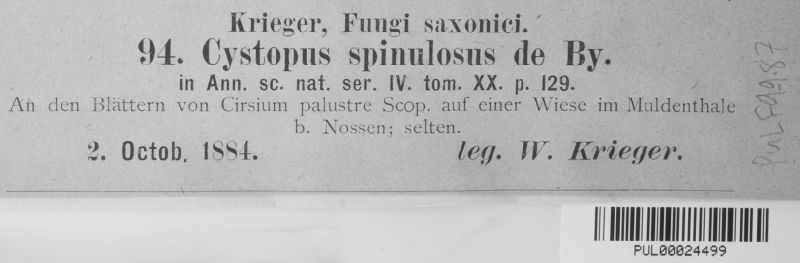 Krieger, Fungi saxonici.
94. Cystopus spinulosus de By.
in Ann. sc. nat. ser. IV. tom. XX. p. 129.
An den Blättern von Cirsium palustre Scop. auf einer Wiese im Muldenthale
b. Nossen; selten.
2. Octob. 1884. leg. W. Krieger.
PUL00024499